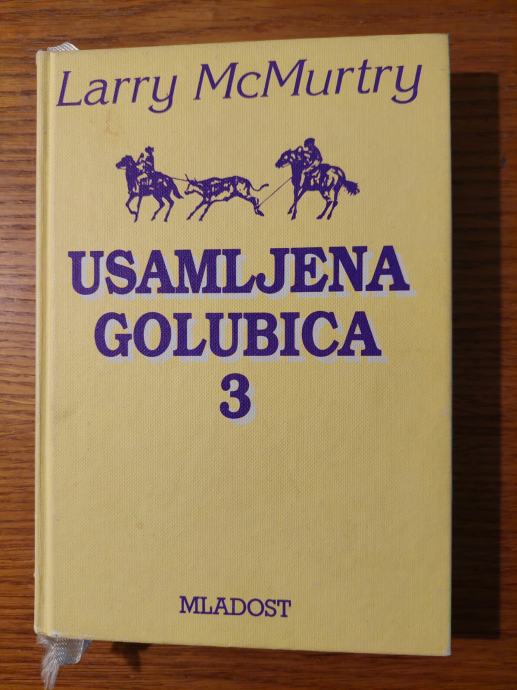 Larry McMurtry
USAMLJENA
GOLUBICA
3
MLADOST